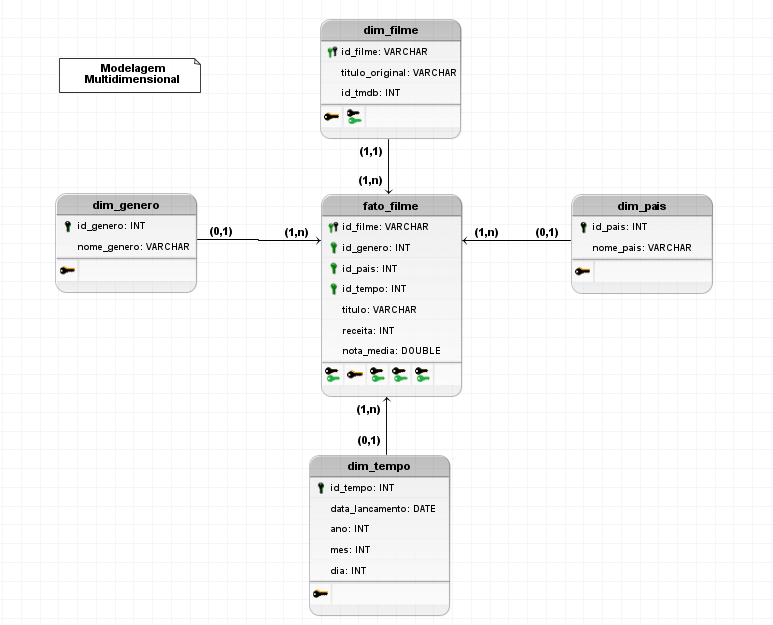 dim_filme
id_filme: VARCHAR
titulo_original: VARCHAR
id_tmdb: INT
Modelagem
Multidimensional
(1,1)
(1,n)
dim_genero
id_genero: INT
nome_genero: VARCHAR
(0,1)
(1,n)
fato_filme
id_filme: VARCHAR
id_genero: INT
id_pais: INT
id_tempo: INT
titulo: VARCHAR
receita: INT
nota_media: DOUBLE
(1,n)
(0,1)
dim_pais
id_pais: INT
nome_pais: VARCHAR
(1,n)
(0,1)
dim_tempo
id_tempo: INT
data_lancamento: DATE
ano: INT
mes: INT
dia: INT